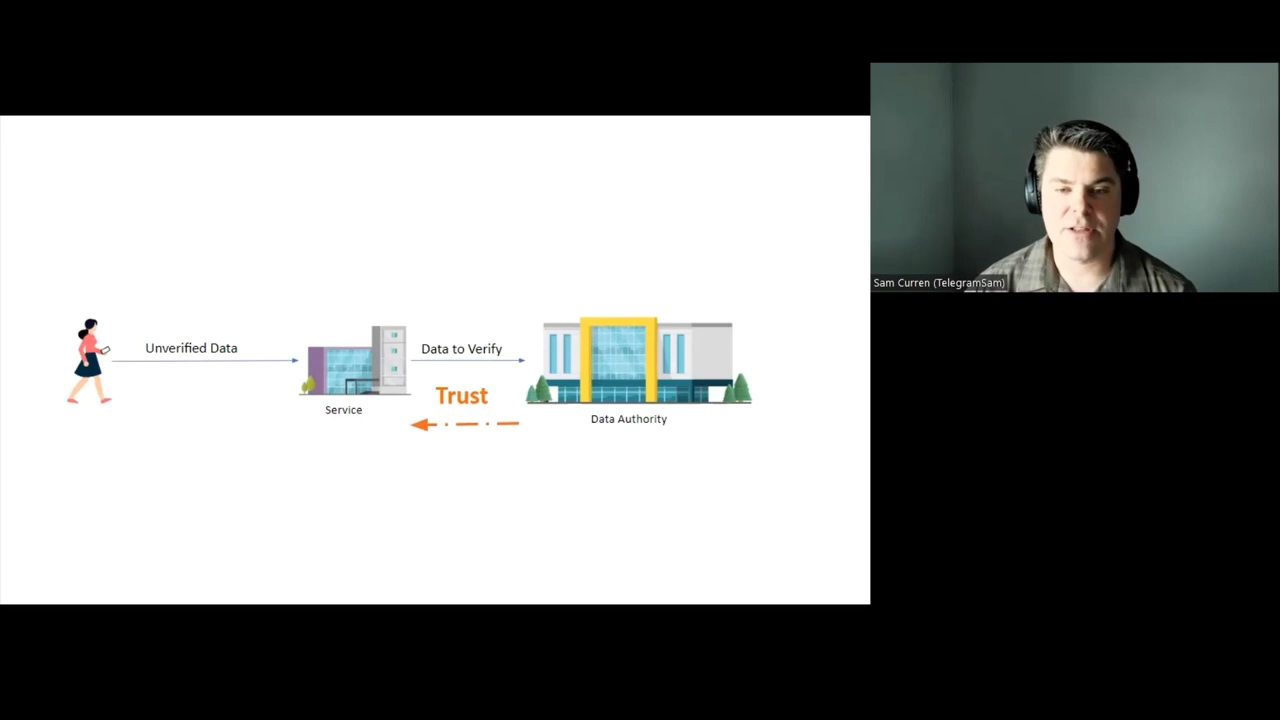 Unverified Data
Data to Verify
Trust
Service
Data Authority
Sam Curren (TelegramSam)